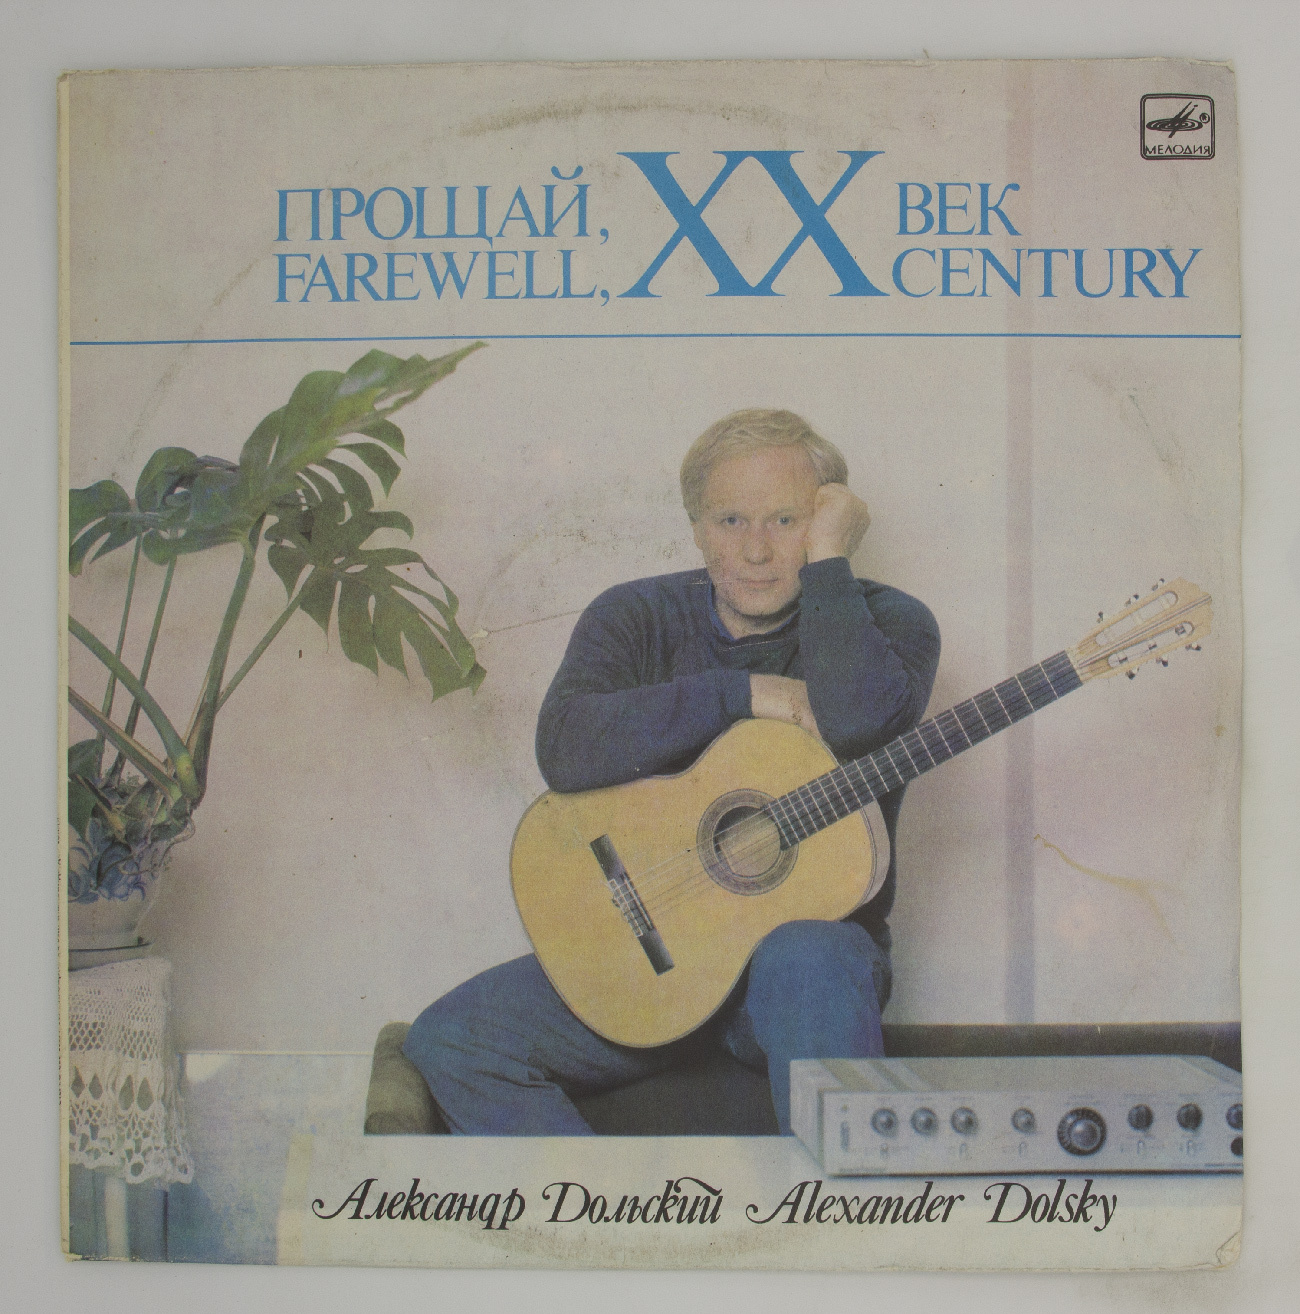 МЕЛОДИЯ
ПРОЩАЙ, XX ВЕК
FAREWELL, CENTURY
Александр Дольский Alexander Dolsky